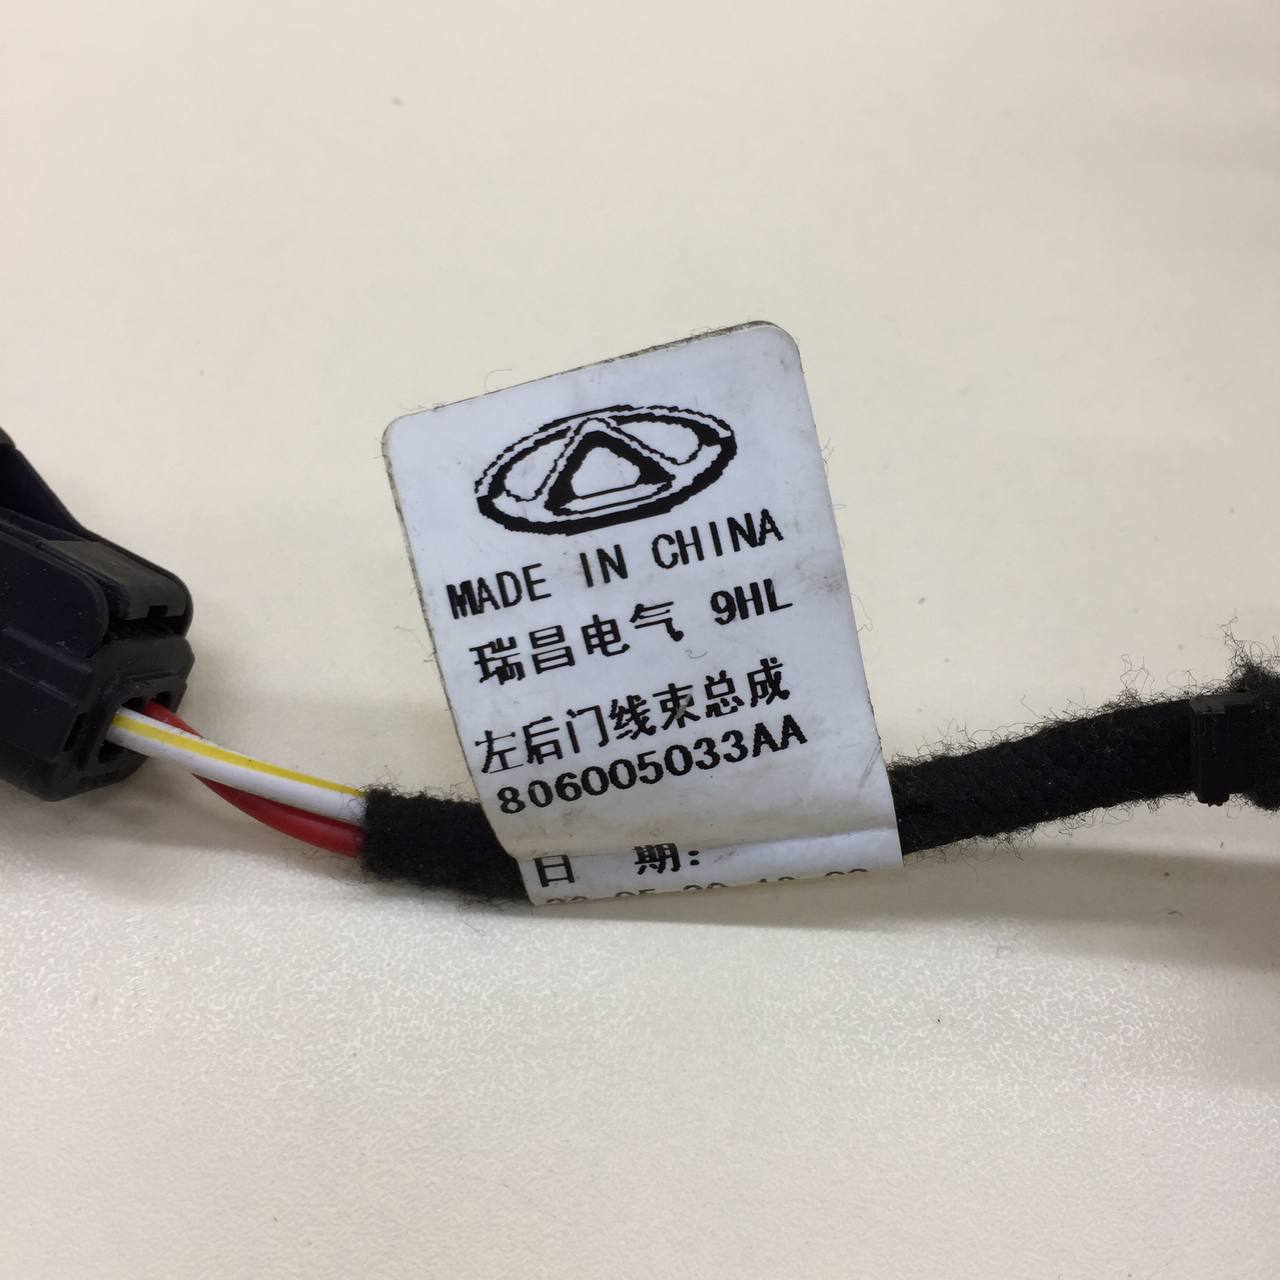 MADE IN CHINA
瑞昌电气 9HL
左后门线束总成
806005033AA
日 期: